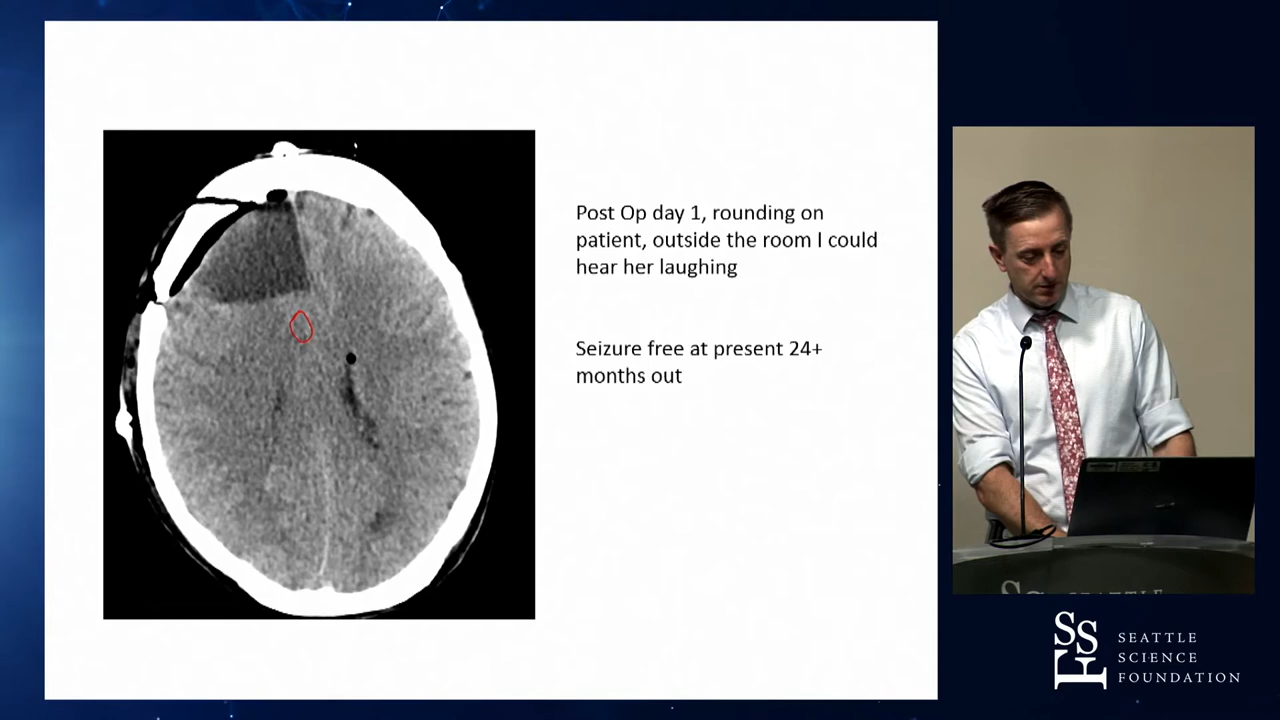 Post Op day 1, rounding on
patient, outside the room I could
hear her laughing
Seizure free at present 24+
months out
SSF
SEATTLE
SCIENCE
FOUNDATION